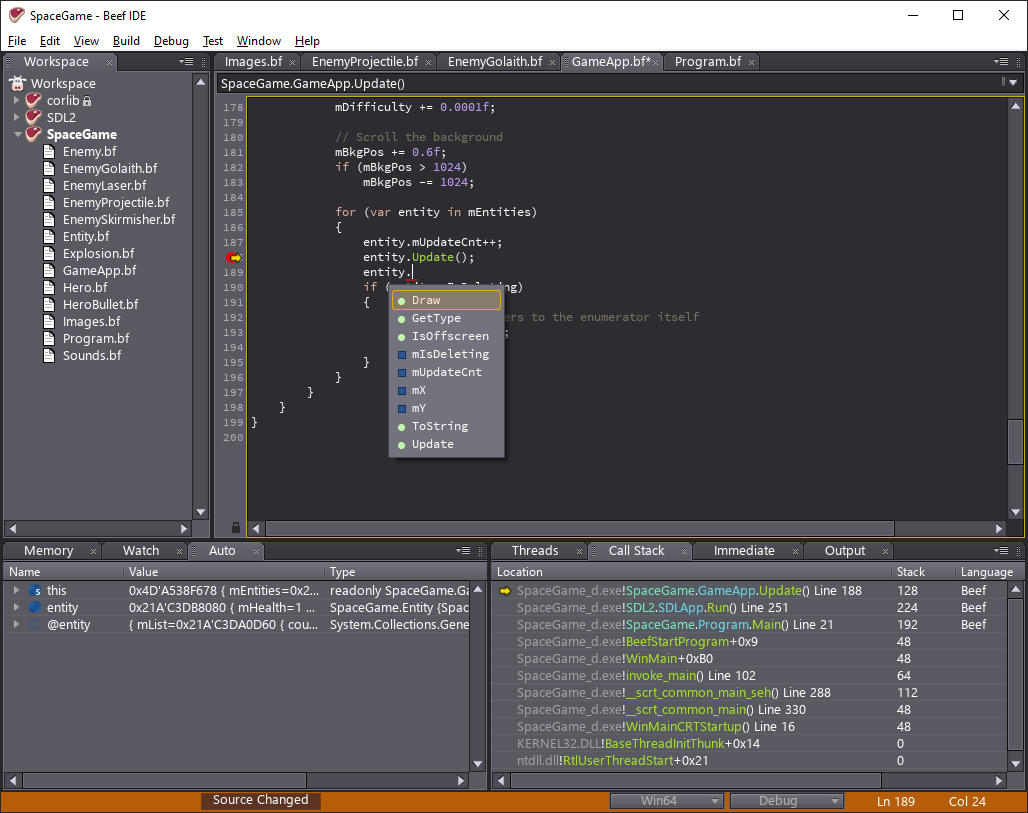 SpaceGame - Beef IDE
File Edit View Build Debug Test Window Help
Workspace
Workspace
corlib
SDL2
SpaceGame
Enemy.bf
EnemyGolaith.bf
EnemyLaser.bf
EnemyProjectile.bf
EnemySkirmisher.bf
Entity.bf
Explosion.bf
GameApp.bf
Hero.bf
HeroBullet.bf
Images.bf
Program.bf
Sounds.bf
Images.bf EnemyProjectile.bf EnemyGolaith.bf GameApp.bf* Program.bf
SpaceGame.GameApp.Update()
178 mDifficulty += 0.0001f;
179
180 // Scroll the background
181 mBkgPos += 0.6f;
182 if (mBkgPos > 1024)
183 mBkgPos -= 1024;
184
185 for (var entity in mEntities)
186 {
187 entity.mUpdateCnt++;
entity.Update();
189 entity.
190 if ( ng)
191 {
192 ers to the enumerator itself
193 ;
194
195 }
196 }
197 }
198 }
199 }
200
Draw
GetType
IsOffscreen
mIsDeleting
mUpdateCnt
mX
mY
ToString
Update
Memory Watch Auto
Name Value Type
this 0x4D'A538F678 { mEntities=0x2... readonly SpaceGame.Ga
entity 0x21A'C3DB8080 { mHealth=1 ... SpaceGame.Entity {Spac
@entity { mList=0x21A'C3DA0D60 { cou... System.Collections.Gene
Threads Call Stack Immediate Output
Location Stack Language
SpaceGame_d.exe!SpaceGame.GameApp.Update() Line 188 128 Beef
SpaceGame_d.exe!SDL2.SDLApp.Run() Line 251 224 Beef
SpaceGame_d.exe!SpaceGame.Program.Main() Line 21 192 Beef
SpaceGame_d.exe!BeefStartProgram+0x9 48
SpaceGame_d.exe!WinMain+0xB0 48
SpaceGame_d.exe!invoke_main() Line 102 64
SpaceGame_d.exe!__scrt_common_main_seh() Line 288 112
SpaceGame_d.exe!__scrt_common_main() Line 330 48
SpaceGame_d.exe!WinMainCRTStartup() Line 16 48
KERNEL32.DLL!BaseThreadInitThunk+0x14 0
ntdll.dll!RtlUserThreadStart+0x21 0
Source Changed Win64 Debug Ln 189 Col 24